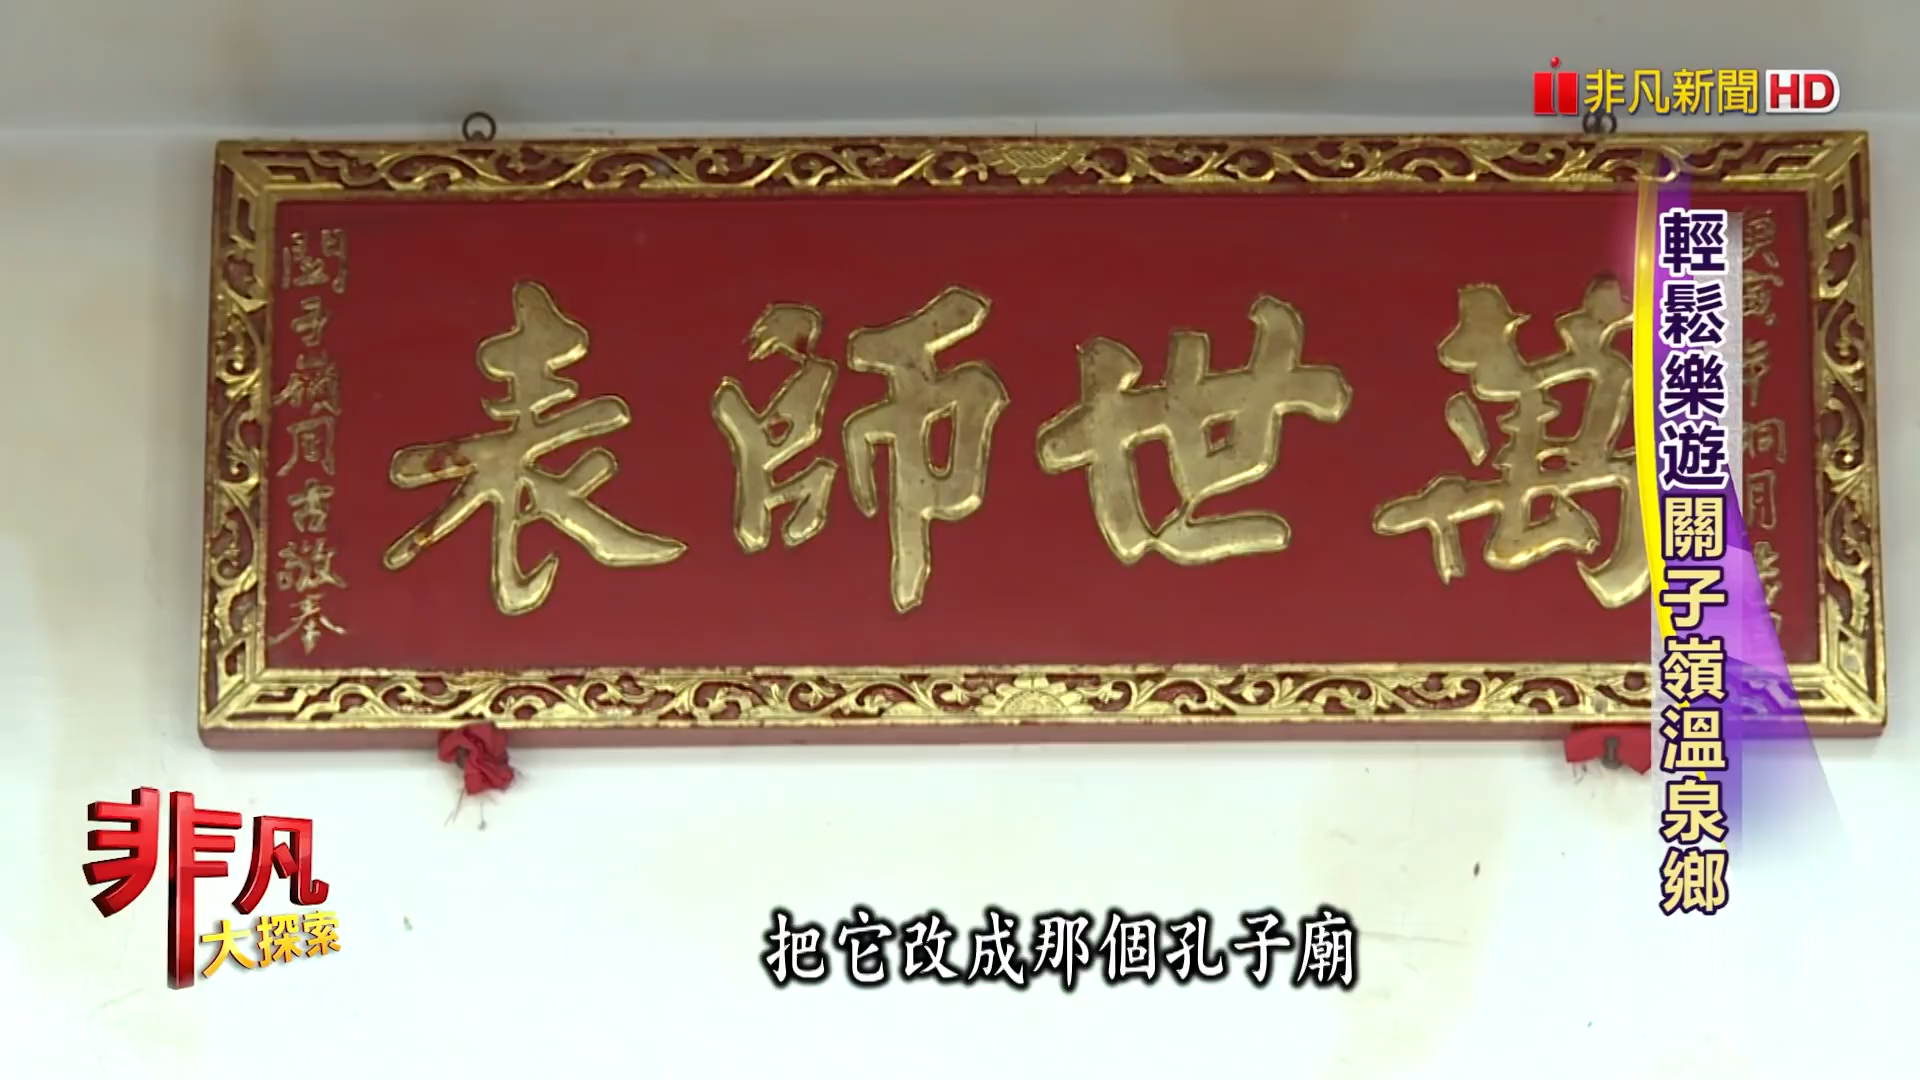 非凡新聞HD
輕鬆樂遊關子嶺溫泉鄉
萬世師表
關子嶺周古敬奉
非凡
大探索
把它改成那個孔子廟